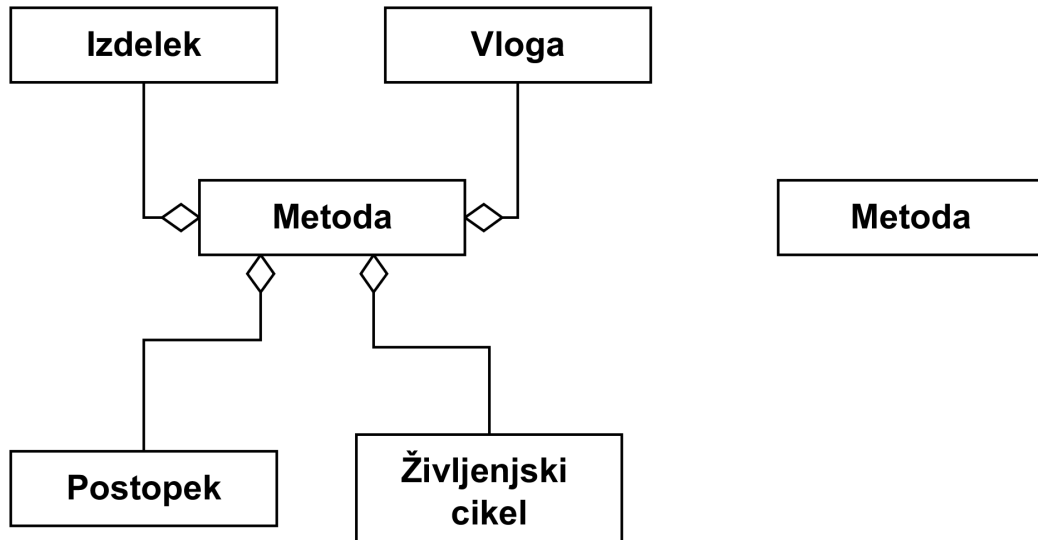 Izdelek
Vloga
Metoda
Metoda
Postopek
Življenjski
cikel